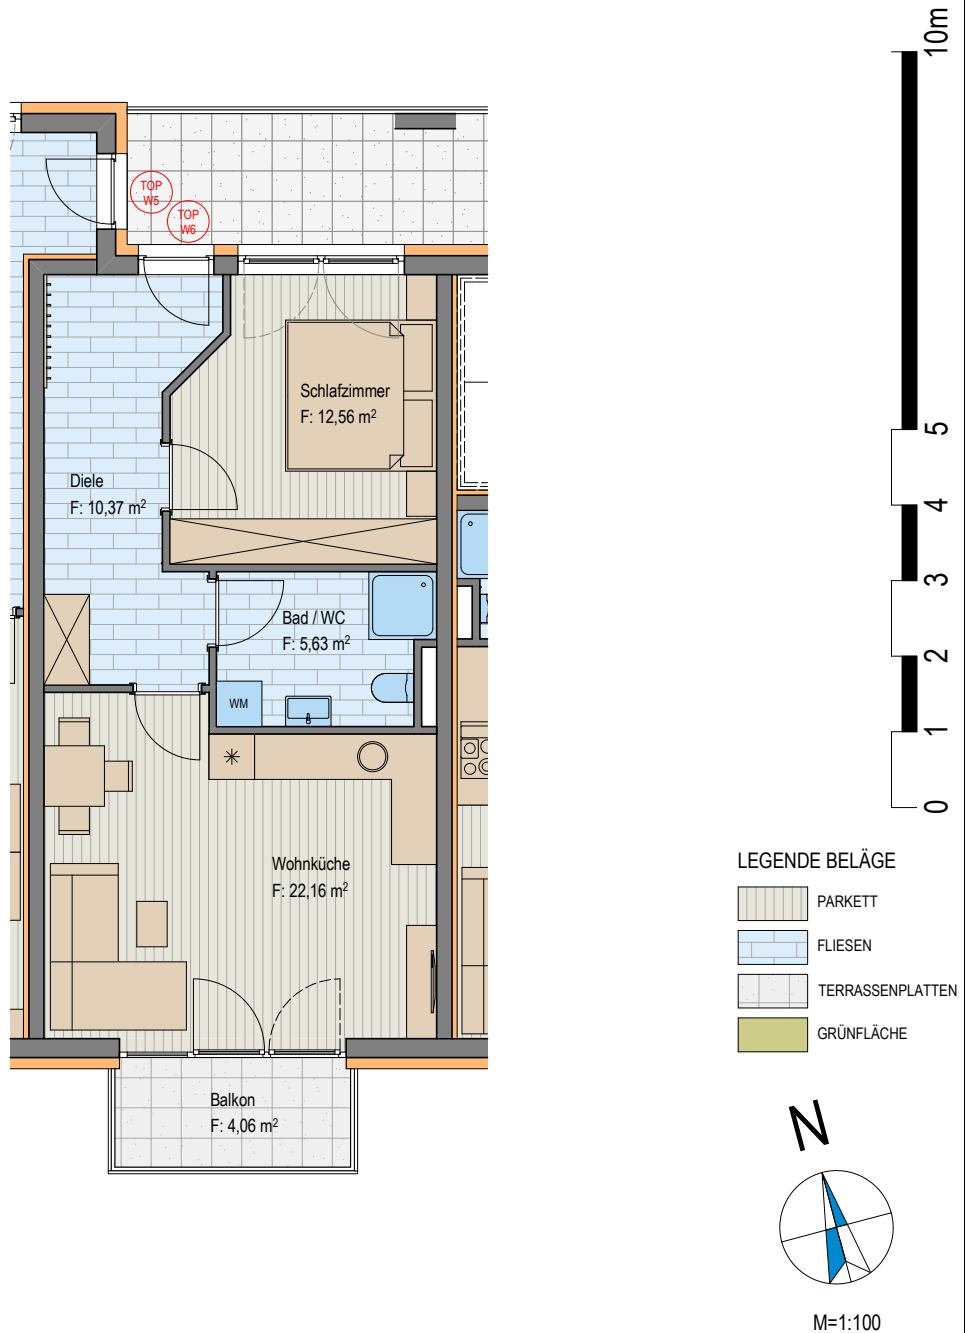 10m
TOP
W5
TOP
W6
Schlafzimmer
F: 12,56 m²
5
Diele
F: 10,37 m²
4
3
Bad / WC
F: 5,63 m²
2
WM
1
0
Wohnküche
F: 22,16 m²
LEGENDE BELÄGE
PARKETT
FLIESEN
TERRASSENPLATTEN
GRÜNFLÄCHE
Balkon
F: 4,06 m²
N
M=1:100